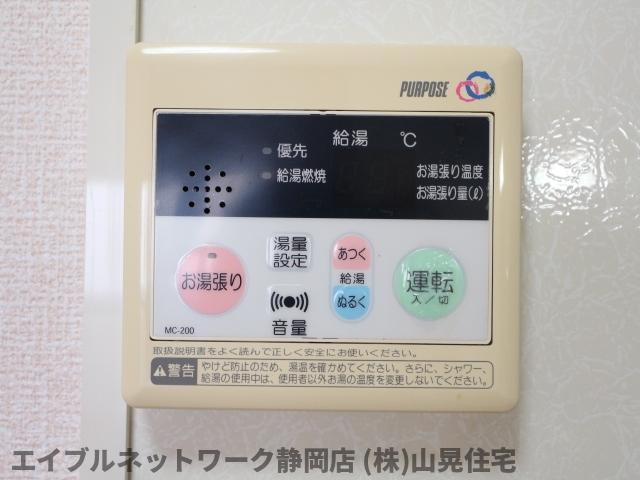 PURPOSE
給湯 ℃
優先
給湯燃焼
お湯張り温度
お湯張り量(ℓ)
お湯張り
湯量
設定
音量
あつく
給湯
ぬるく
運転
入/切
MC-200
取扱説明書をよく読んで正しく安全にお使いください。
警告
やけど防止のため、湯温を確かめてください。さらに、シャワー、
給湯の使用中は、使用者以外お湯の温度を変更しないでください。
エイブルネットワーク静岡店 (株)山晃住宅